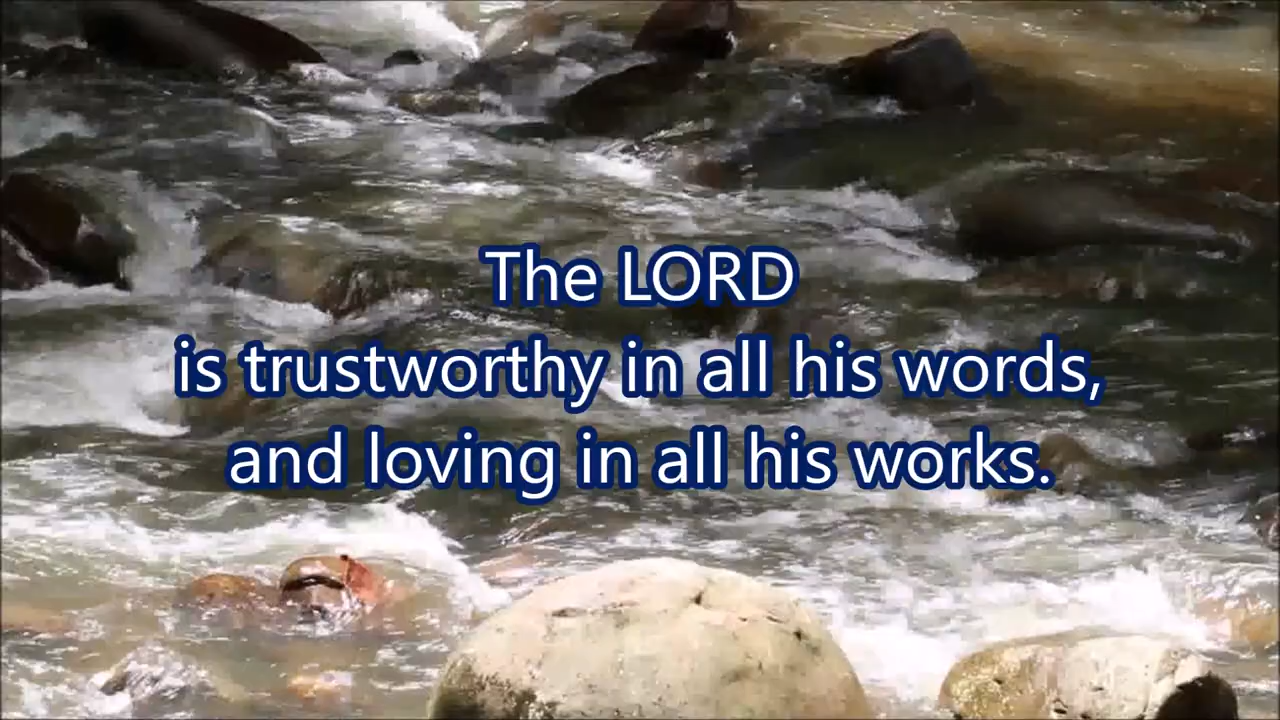 The LORD
is trustworthy in all his words,
and loving in all his works.